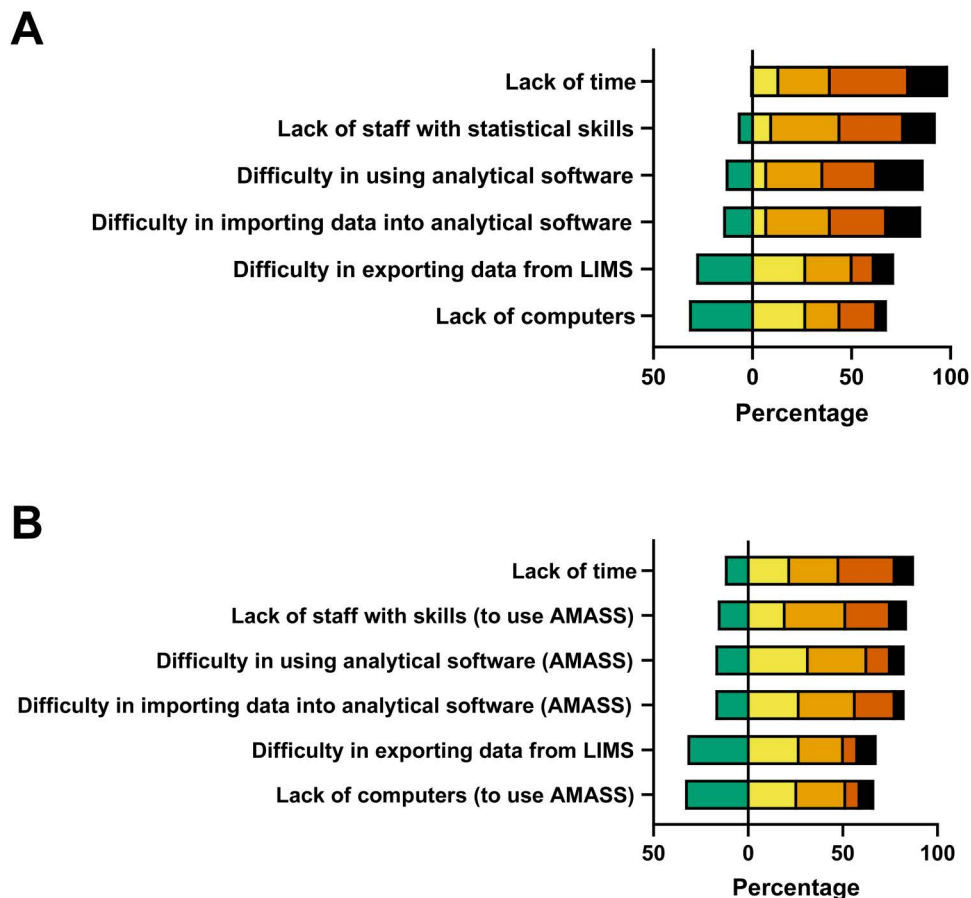 A
Lack of time
Lack of staff with statistical skills
Difficulty in using analytical software
Difficulty in importing data into analytical software
Difficulty in exporting data from LIMS
Lack of computers
50 0 50 100
Percentage
B
Lack of time
Lack of staff with skills (to use AMASS)
Difficulty in using analytical software (AMASS)
Difficulty in importing data into analytical software (AMASS)
Difficulty in exporting data from LIMS
Lack of computers (to use AMASS)
50 0 50 100
Percentage